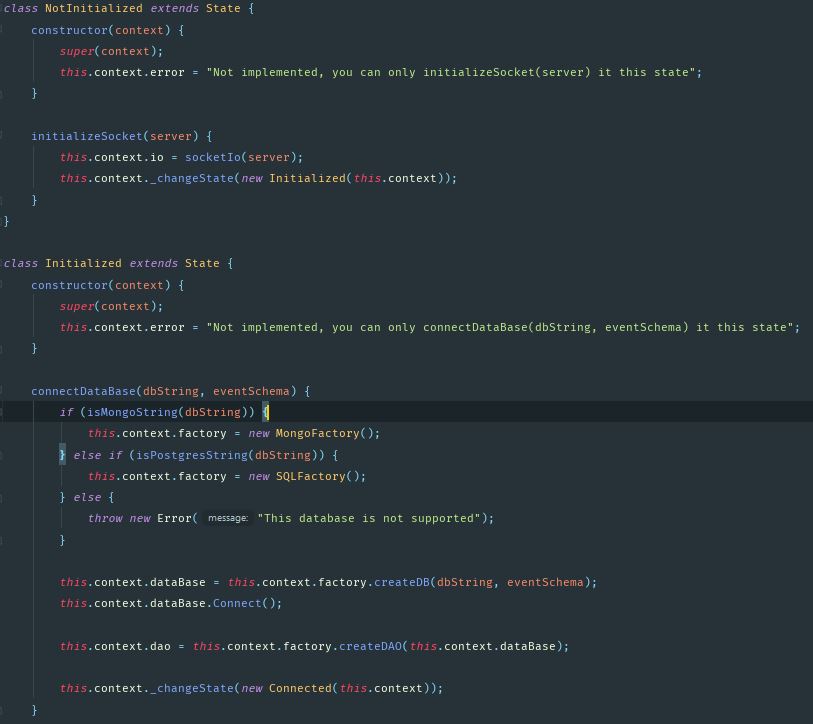 class NotInitialized extends State {
    constructor(context) {
        super(context);
        this.context.error = "Not implemented, you can only initializeSocket(server) it this state";
    }

    initializeSocket(server) {
        this.context.io = socketIo(server);
        this.context._changeState(new Initialized(this.context));
    }
}

class Initialized extends State {
    constructor(context) {
        super(context);
        this.context.error = "Not implemented, you can only connectDataBase(dbString, eventSchema) it this state";
    }

    connectDataBase(dbString, eventSchema) {
        if (isMongoString(dbString)) {
            this.context.factory = new MongoFactory();
        } else if (isPostgresString(dbString)) {
            this.context.factory = new SQLFactory();
        } else {
            throw new Error( message: "This database is not supported");
        }

        this.context.dataBase = this.context.factory.createDB(dbString, eventSchema);
        this.context.dataBase.Connect();

        this.context.dao = this.context.factory.createDAO(this.context.dataBase);

        this.context._changeState(new Connected(this.context));
    }